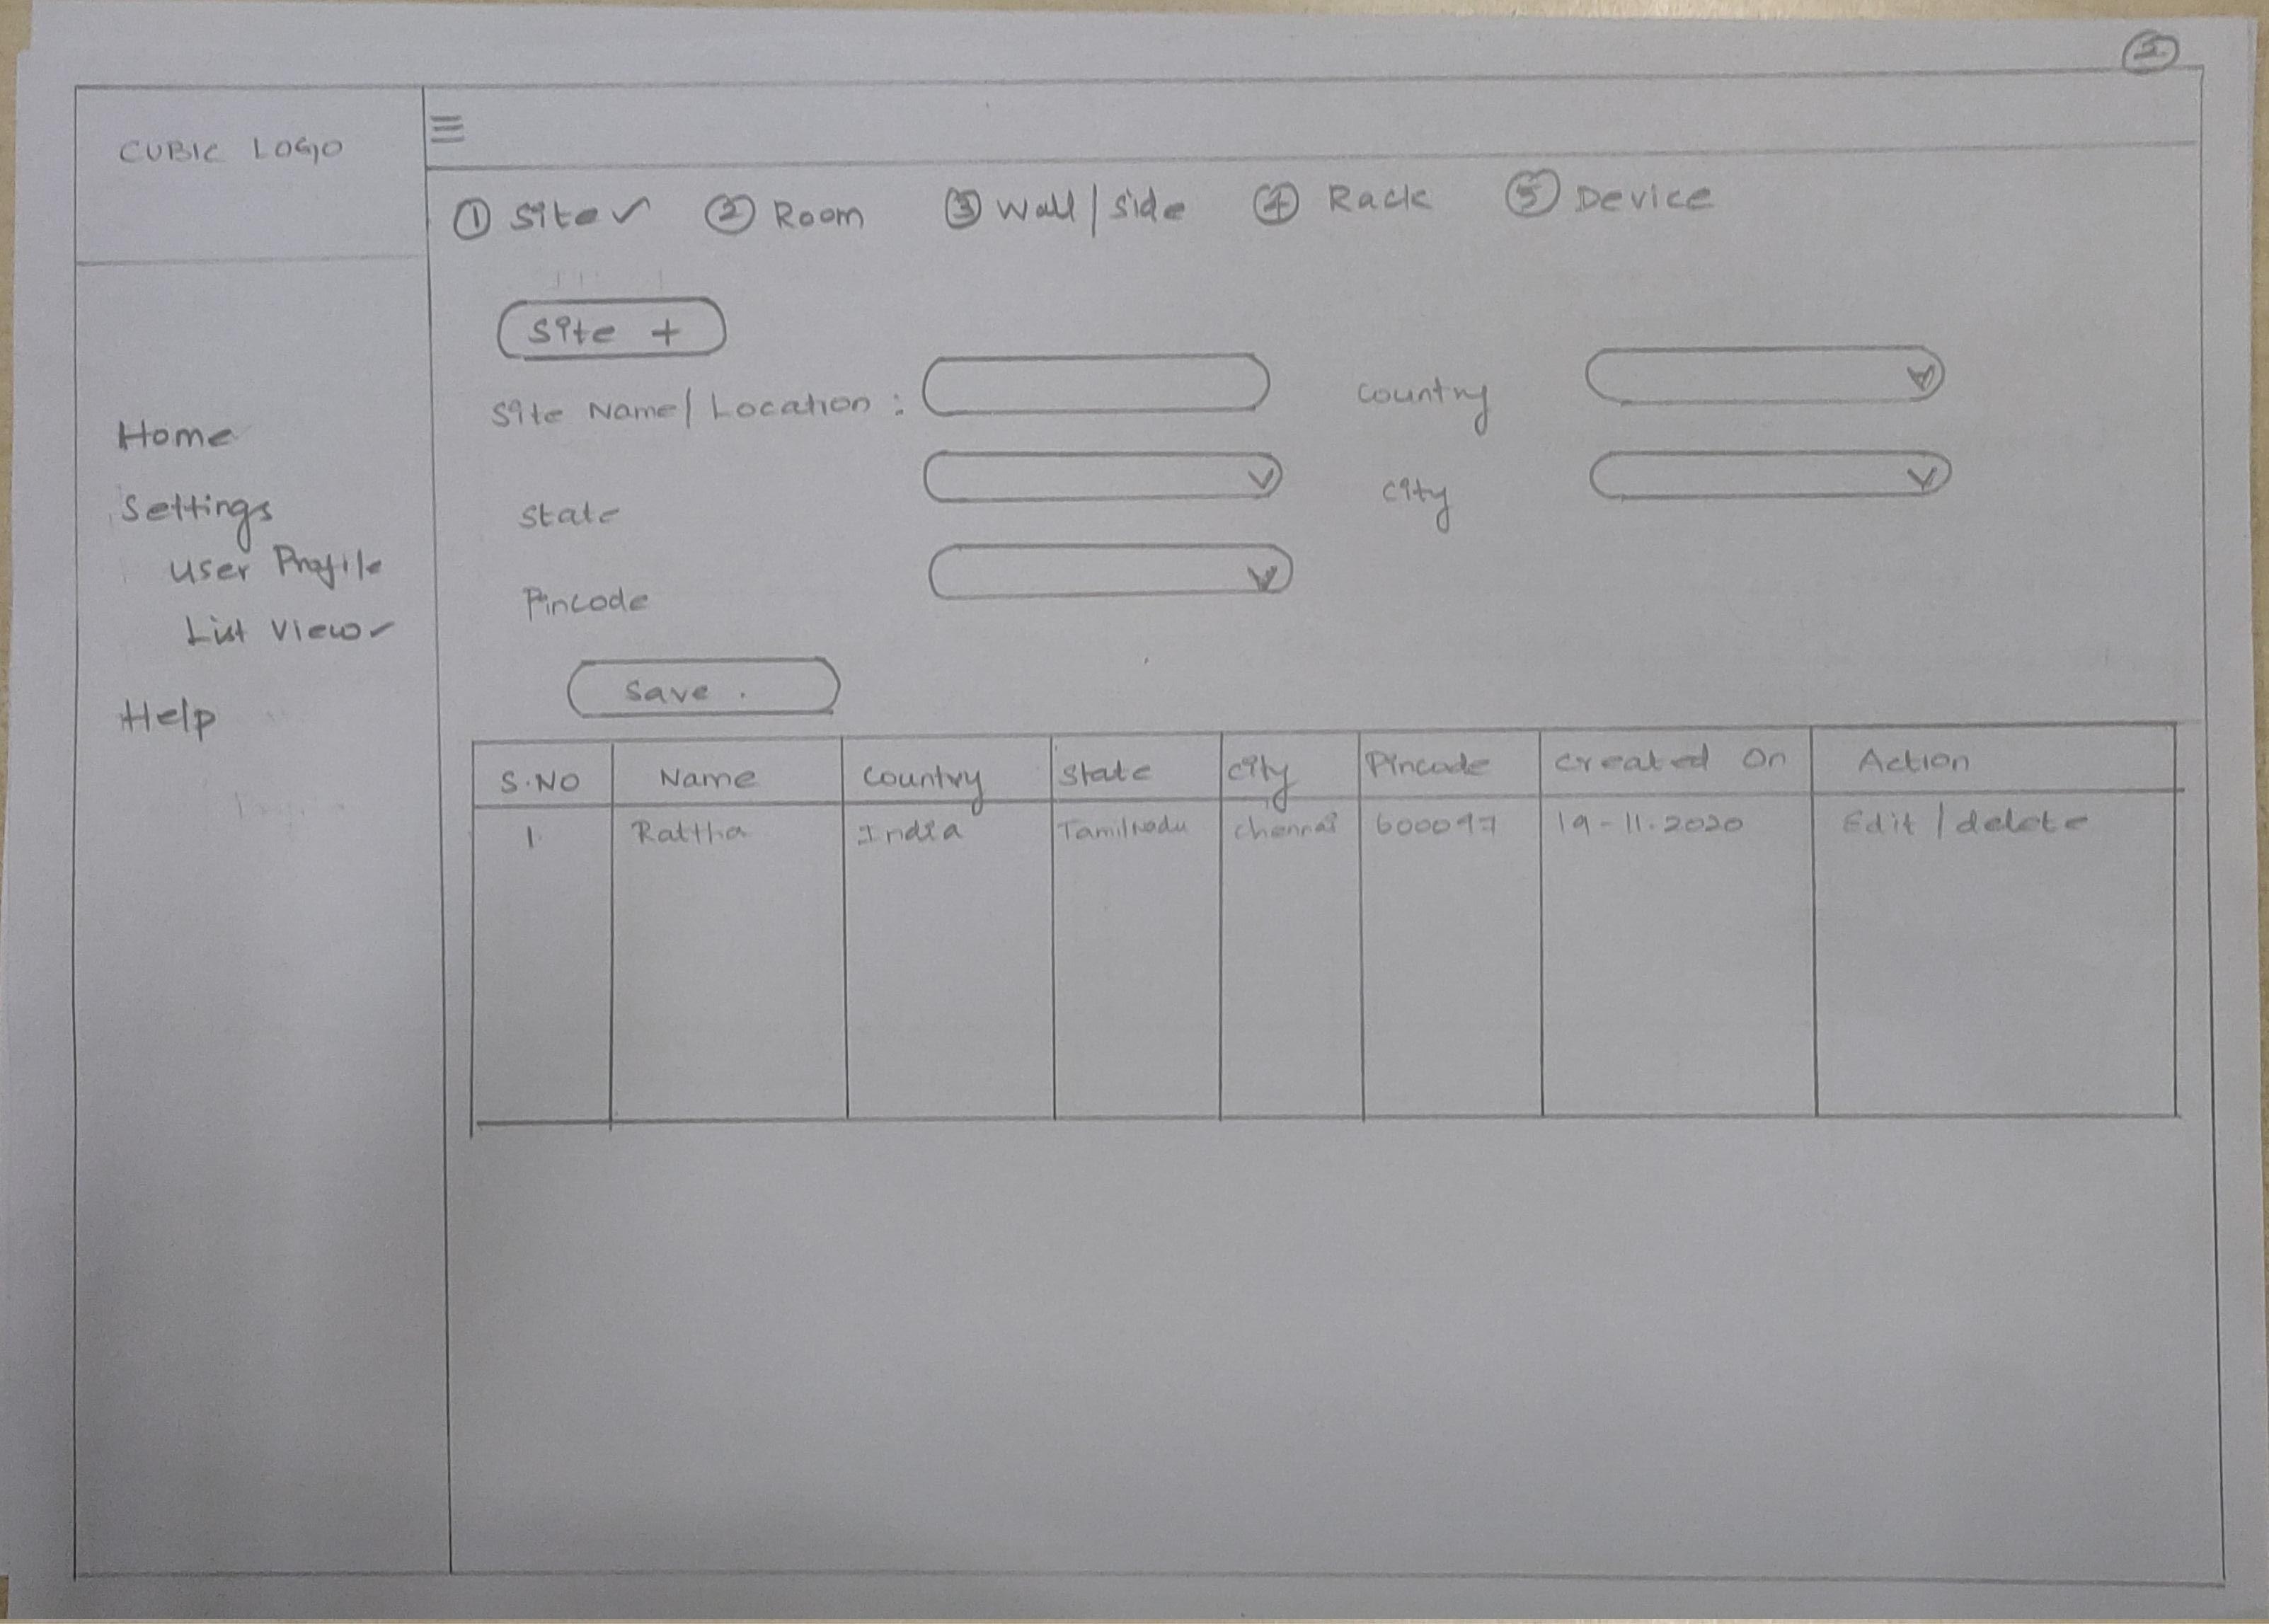 5
CUBIC LOGO
① Site ✓ ② Room ③ Wall / side ④ Rack ⑤ Device
Site +
Site Name / Location : Country
State City
Pincode
Save .
Home
Settings
User Profile
List View ✓
Help
S.NO Name Country State City Pincode Created On Action
1. Rattha India Tamilnadu Chennai 600097 19-11-2020 Edit / delete